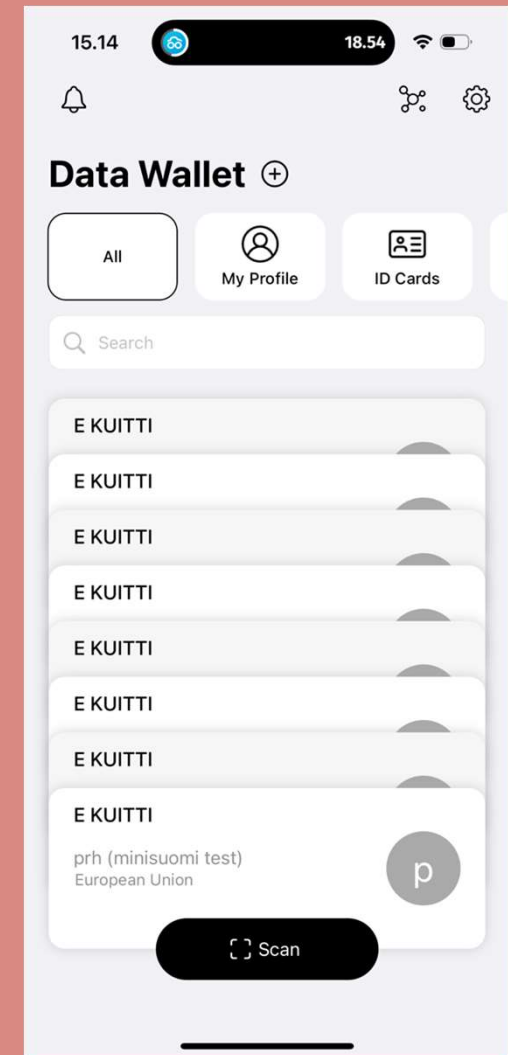 15.14
18.54
Data Wallet
All
My Profile
ID Cards
Search
E KUITTI
E KUITTI
E KUITTI
E KUITTI
E KUITTI
E KUITTI
E KUITTI
E KUITTI
prh (minisuomi test)
European Union
p
Scan